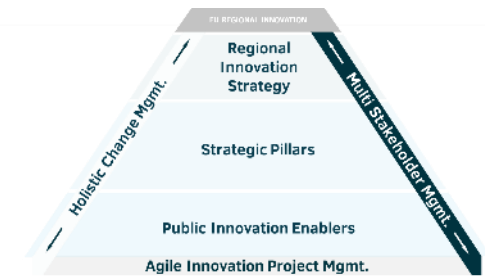 EU REGIONAL INNOVATION
Regional
Innovation
Strategy
Holistic Change Mgmt.
Multi Stakeholder Mgmt.
Strategic Pillars
Public Innovation Enablers
Agile Innovation Project Mgmt.